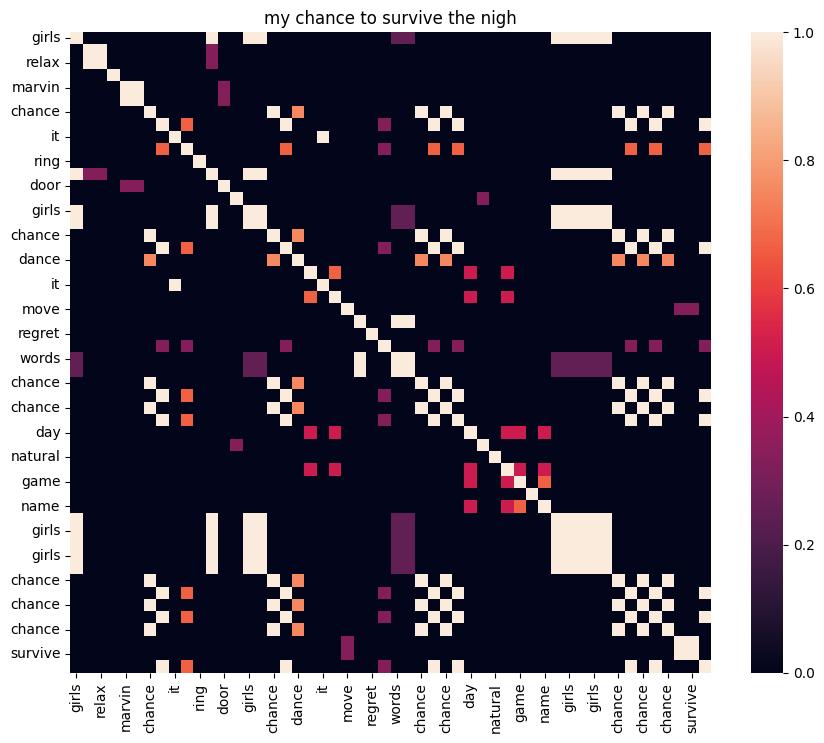 my chance to survive the nigh
girls
relax
marvin
chance
it
ring
door
girls
chance
dance
it
move
regret
words
chance
chance
day
natural
game
name
girls
girls
chance
chance
chance
survive
1.0
0.8
0.6
0.4
0.2
0.0
girls relax marvin chance it ring door girls chance dance it move regret words chance chance day natural game name girls girls chance chance chance survive